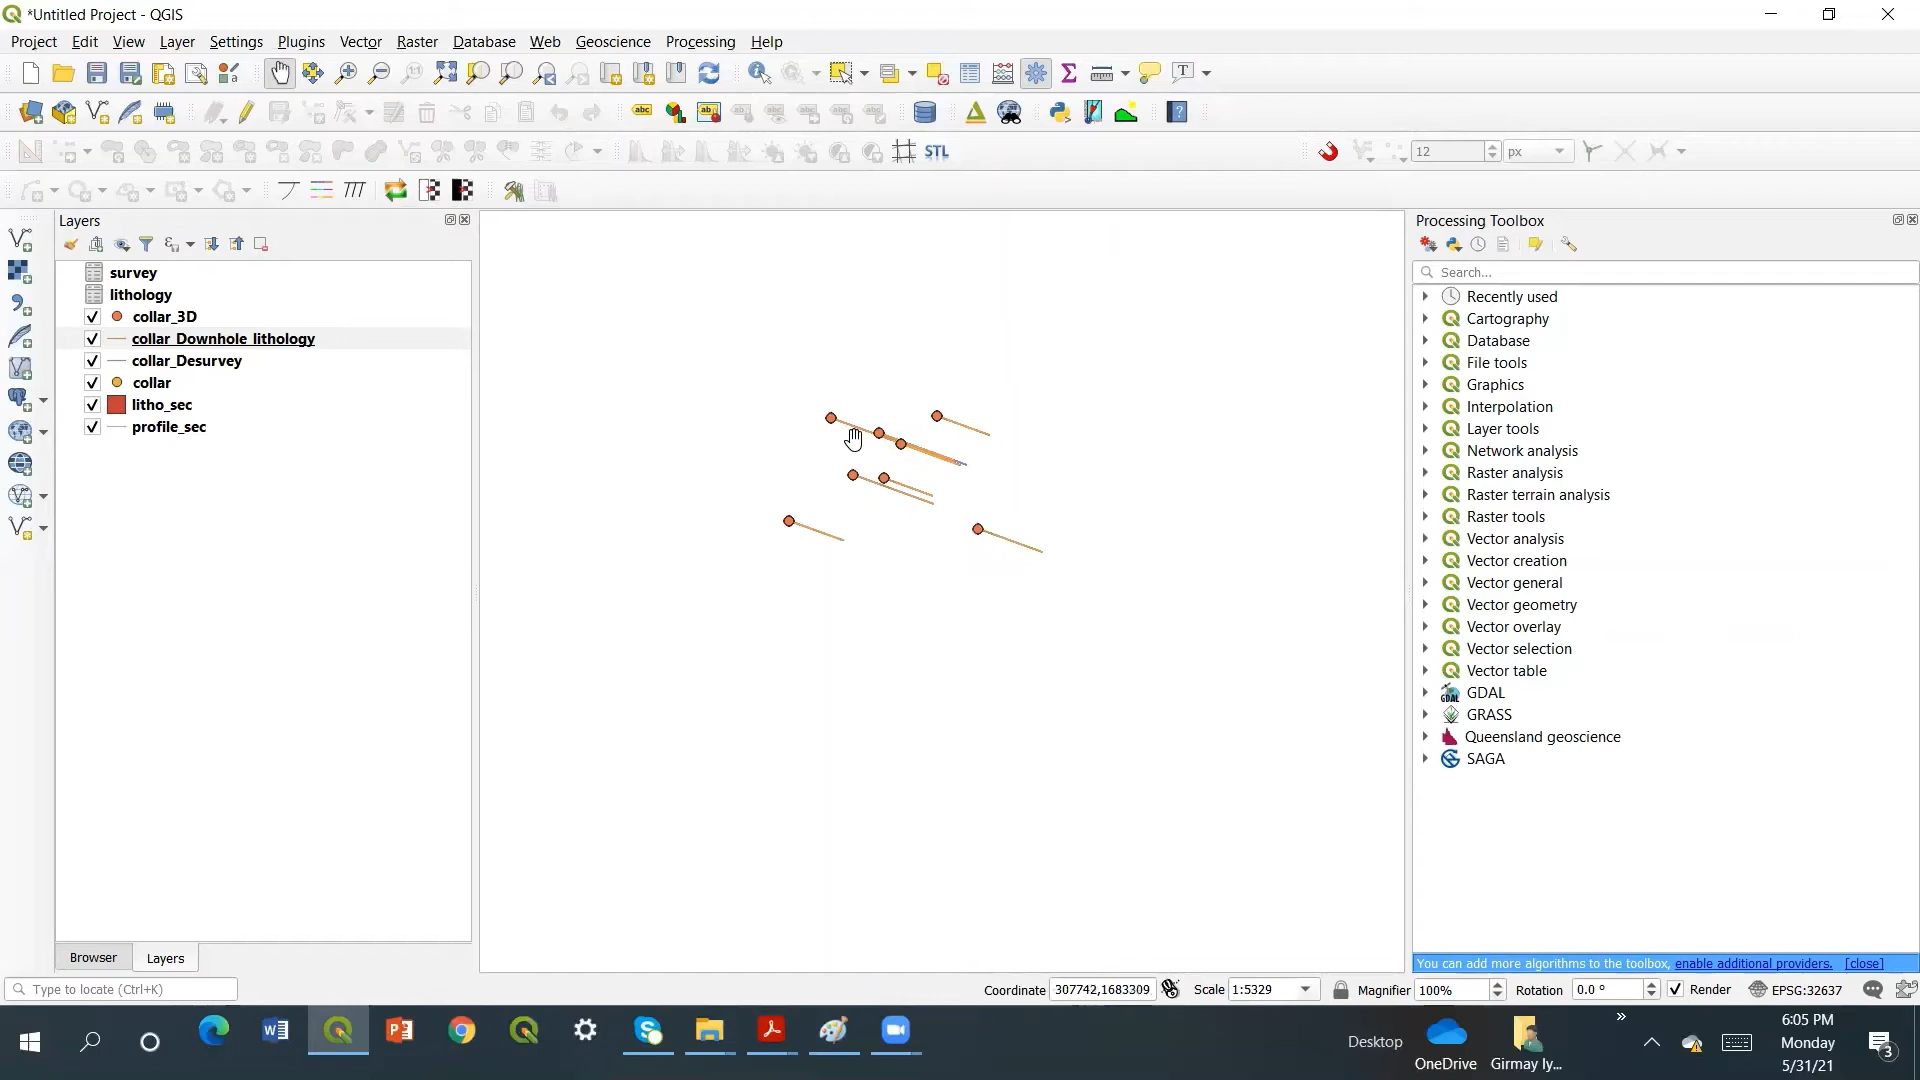 *Untitled Project - QGIS
Project Edit View Layer Settings Plugins Vector Raster Database Web Geoscience Processing Help
12 px
STL
Layers
survey
lithology
collar_3D
collar_Downhole_lithology
collar_Desurvey
collar
litho_sec
profile_sec
Browser Layers
Processing Toolbox
Search...
Recently used
Cartography
Database
File tools
Graphics
Interpolation
Layer tools
Network analysis
Raster analysis
Raster terrain analysis
Raster tools
Vector analysis
Vector creation
Vector general
Vector geometry
Vector overlay
Vector selection
Vector table
GDAL
GRASS
Queensland geoscience
SAGA
You can add more algorithms to the toolbox, enable additional providers. [close]
Type to locate (Ctrl+K) Coordinate 307742,1683309 Scale 1:5329 Magnifier 100% Rotation 0.0 ° Render EPSG:32637
Desktop OneDrive Girmay ly...
6:05 PM
Monday
5/31/21
3